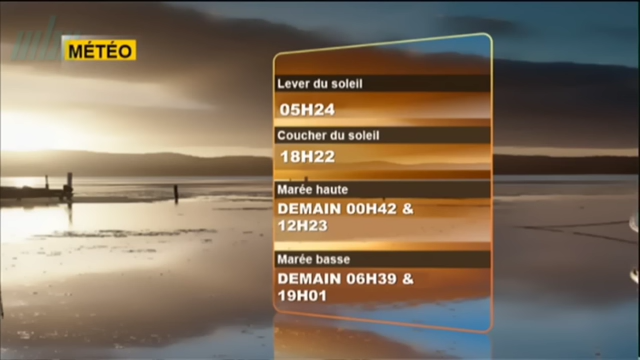 MÉTÉO
Lever du soleil
05H24
Coucher du soleil
18H22
Marée haute
DEMAIN 00H42 &
12H23
Marée basse
DEMAIN 06H39 &
19H01